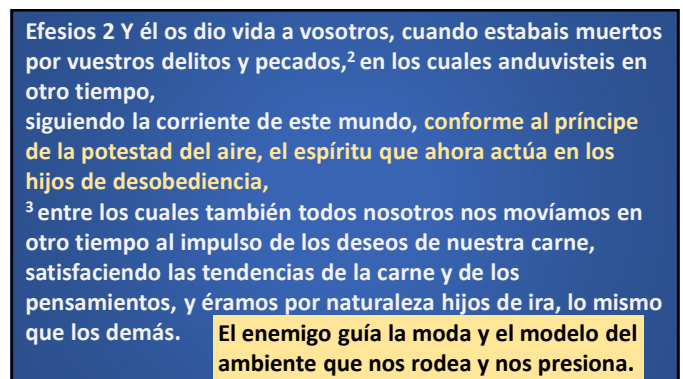 Efesios 2 Y él os dio vida a vosotros, cuando estabais muertos
por vuestros delitos y pecados,² en los cuales anduvisteis en
otro tiempo,
siguiendo la corriente de este mundo, conforme al príncipe
de la potestad del aire, el espíritu que ahora actúa en los
hijos de desobediencia,
³ entre los cuales también todos nosotros nos movíamos en
otro tiempo al impulso de los deseos de nuestra carne,
satisfaciendo las tendencias de la carne y de los
pensamientos, y éramos por naturaleza hijos de ira, lo mismo
que los demás.
El enemigo guía la moda y el modelo del
ambiente que nos rodea y nos presiona.